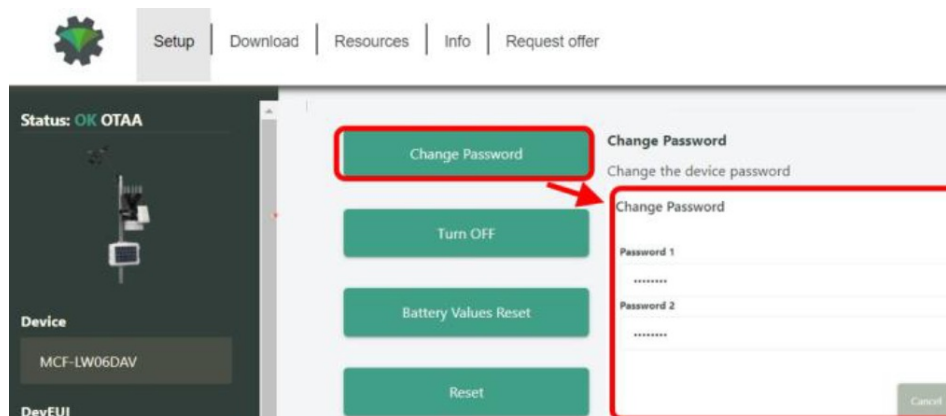 Setup
Download
Resources
Info
Request offer
Status: OK OTAA
Device
MCF-LW06DAV
DevEUI
Change Password
Turn OFF
Battery Values Reset
Reset
Change Password
Change the device password
Change Password
Password 1
••••••••
Password 2
••••••••
Cancel